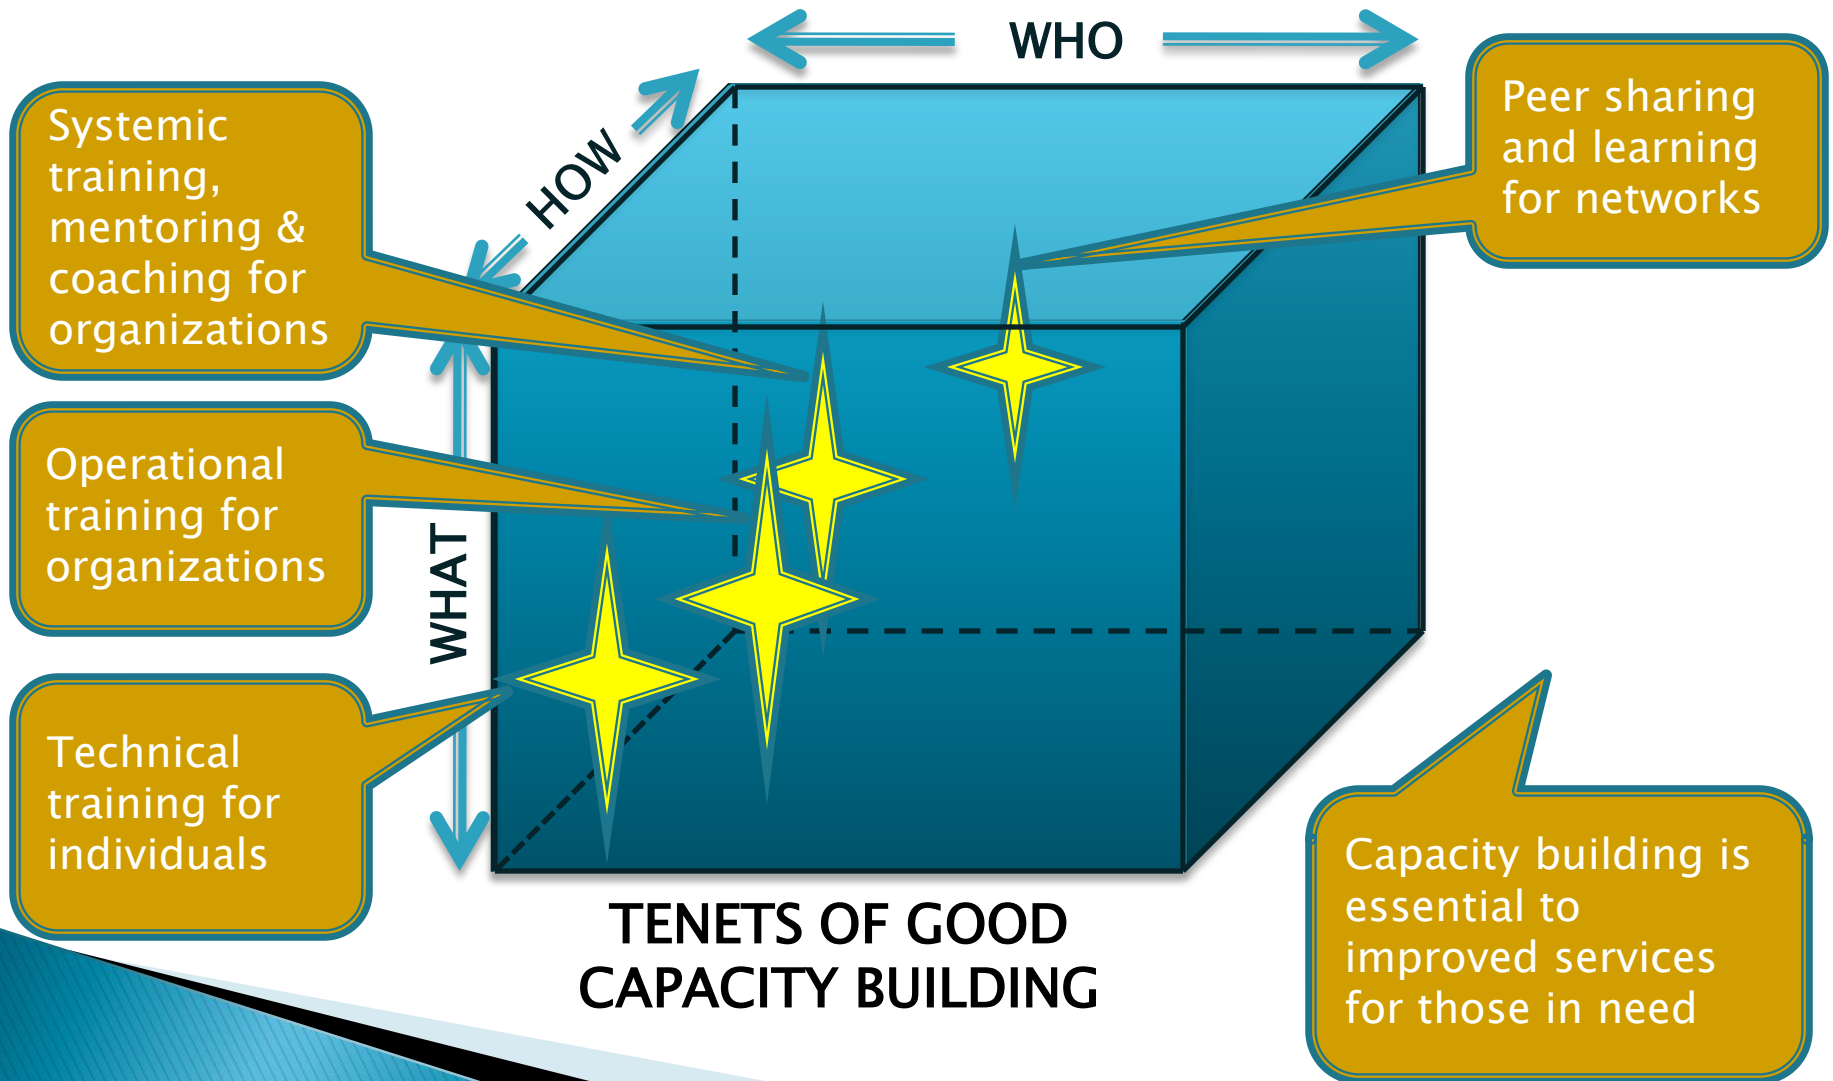 WHO
HOW
WHAT
Systemic
training,
mentoring &
coaching for
organizations
Peer sharing
and learning
for networks
Operational
training for
organizations
Technical
training for
individuals
Capacity building is
essential to
improved services
for those in need
TENETS OF GOOD
CAPACITY BUILDING